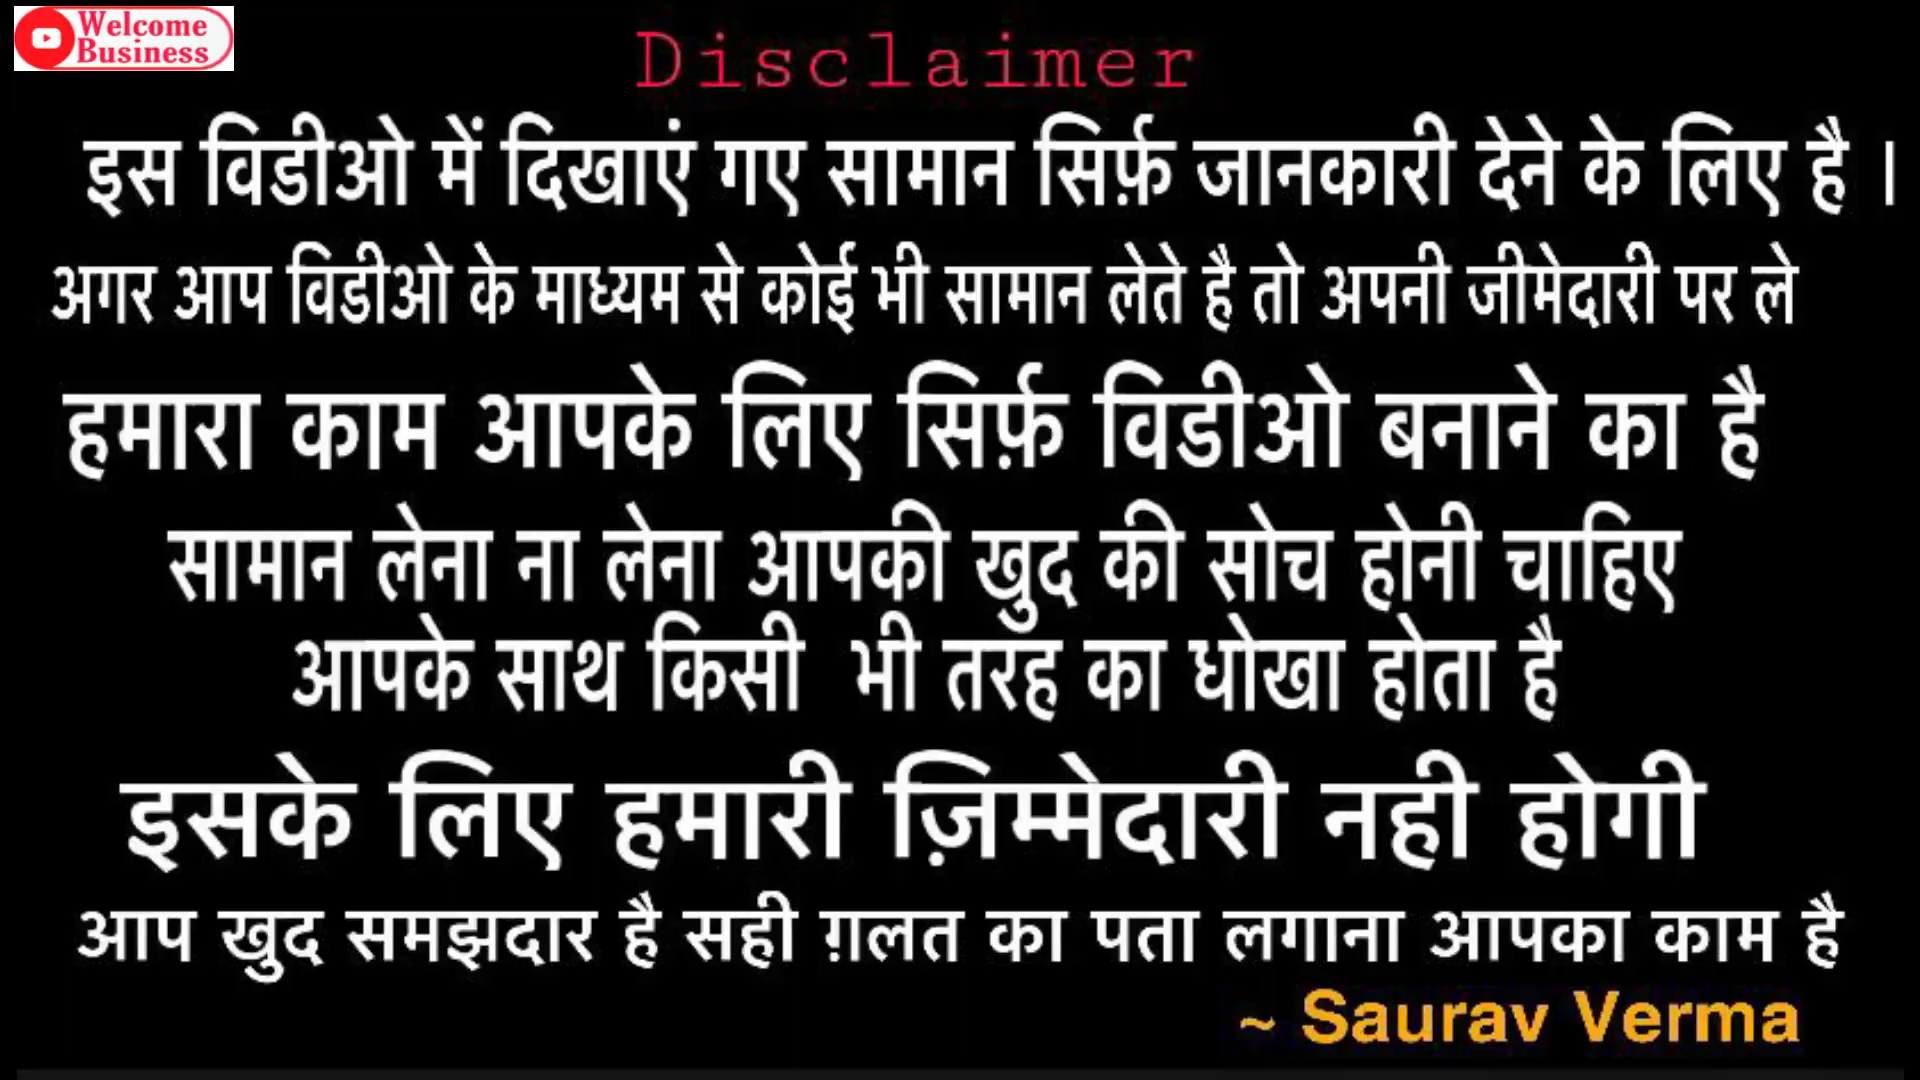 Welcome
Business
Disclaimer
इस विडीओ में दिखाएं गए सामान सिर्फ़ जानकारी देने के लिए है ।
अगर आप विडीओ के माध्यम से कोई भी सामान लेते है तो अपनी जीमेदारी पर ले
हमारा काम आपके लिए सिर्फ़ विडीओ बनाने का है
सामान लेना ना लेना आपकी खुद की सोच होनी चाहिए
आपके साथ किसी भी तरह का धोखा होता है
इसके लिए हमारी ज़िम्मेदारी नही होगी
आप खुद समझदार है सही ग़लत का पता लगाना आपका काम है
~ Saurav Verma